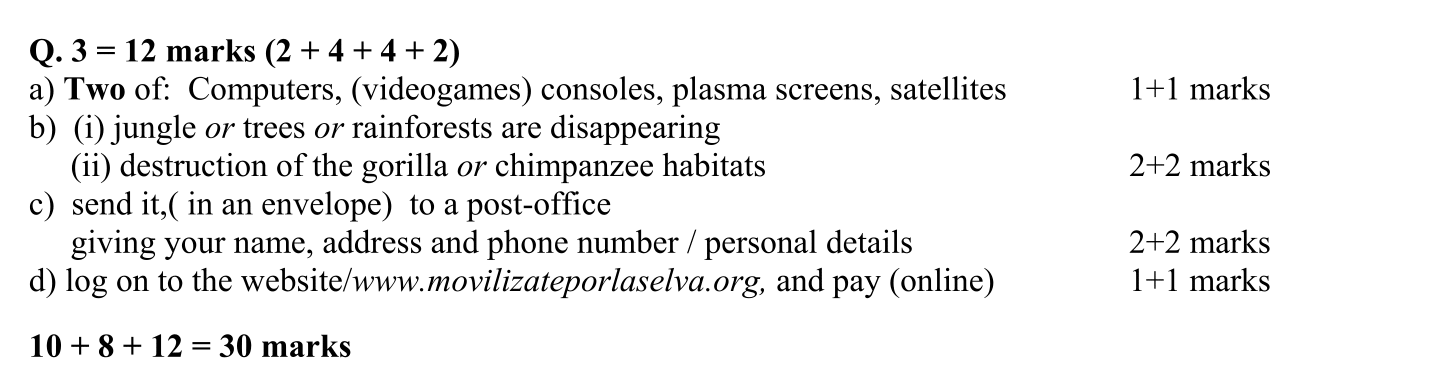 Q. 3 = 12 marks (2 + 4 + 4 + 2)
a) Two of:  Computers, (videogames) consoles, plasma screens, satellites 1+1 marks
b)  (i) jungle or trees or rainforests are disappearing
(ii) destruction of the gorilla or chimpanzee habitats 2+2 marks
c)  send it,( in an envelope)  to a post-office
giving your name, address and phone number / personal details 2+2 marks
d) log on to the website/www.movilizateporlaselva.org, and pay (online) 1+1 marks
10 + 8 + 12 = 30 marks